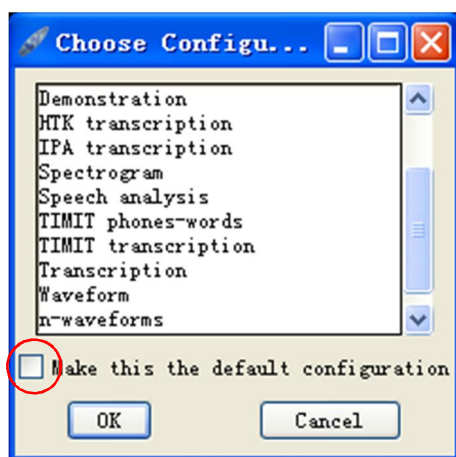 Choose Configu...
Demonstration
HTK transcription
IPA transcription
Spectrogram
Speech analysis
TIMIT phones-words
TIMIT transcription
Transcription
Waveform
n-waveforms
Make this the default configuration
OK
Cancel